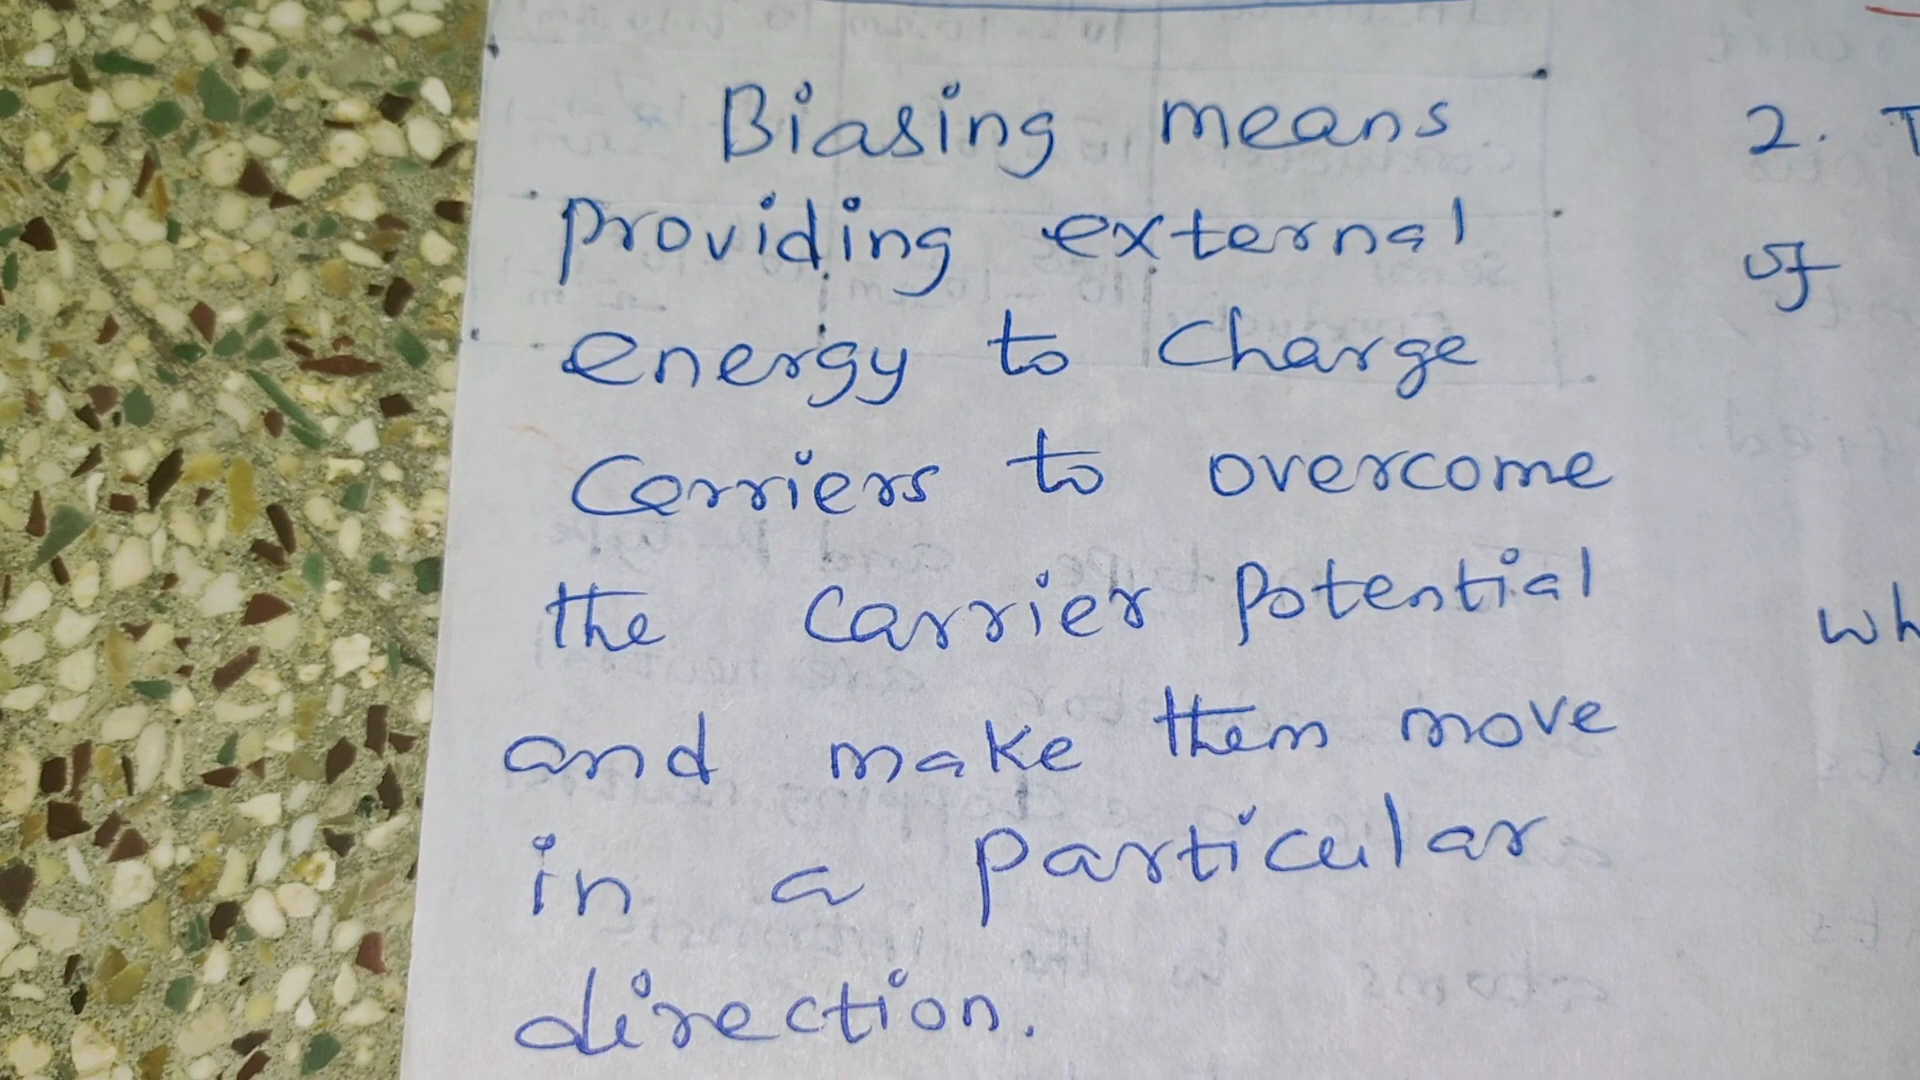 Biasing means
providing external
energy to charge
carriers to overcome
the carrier potential
and make them move
in a particular
direction.
2.
of